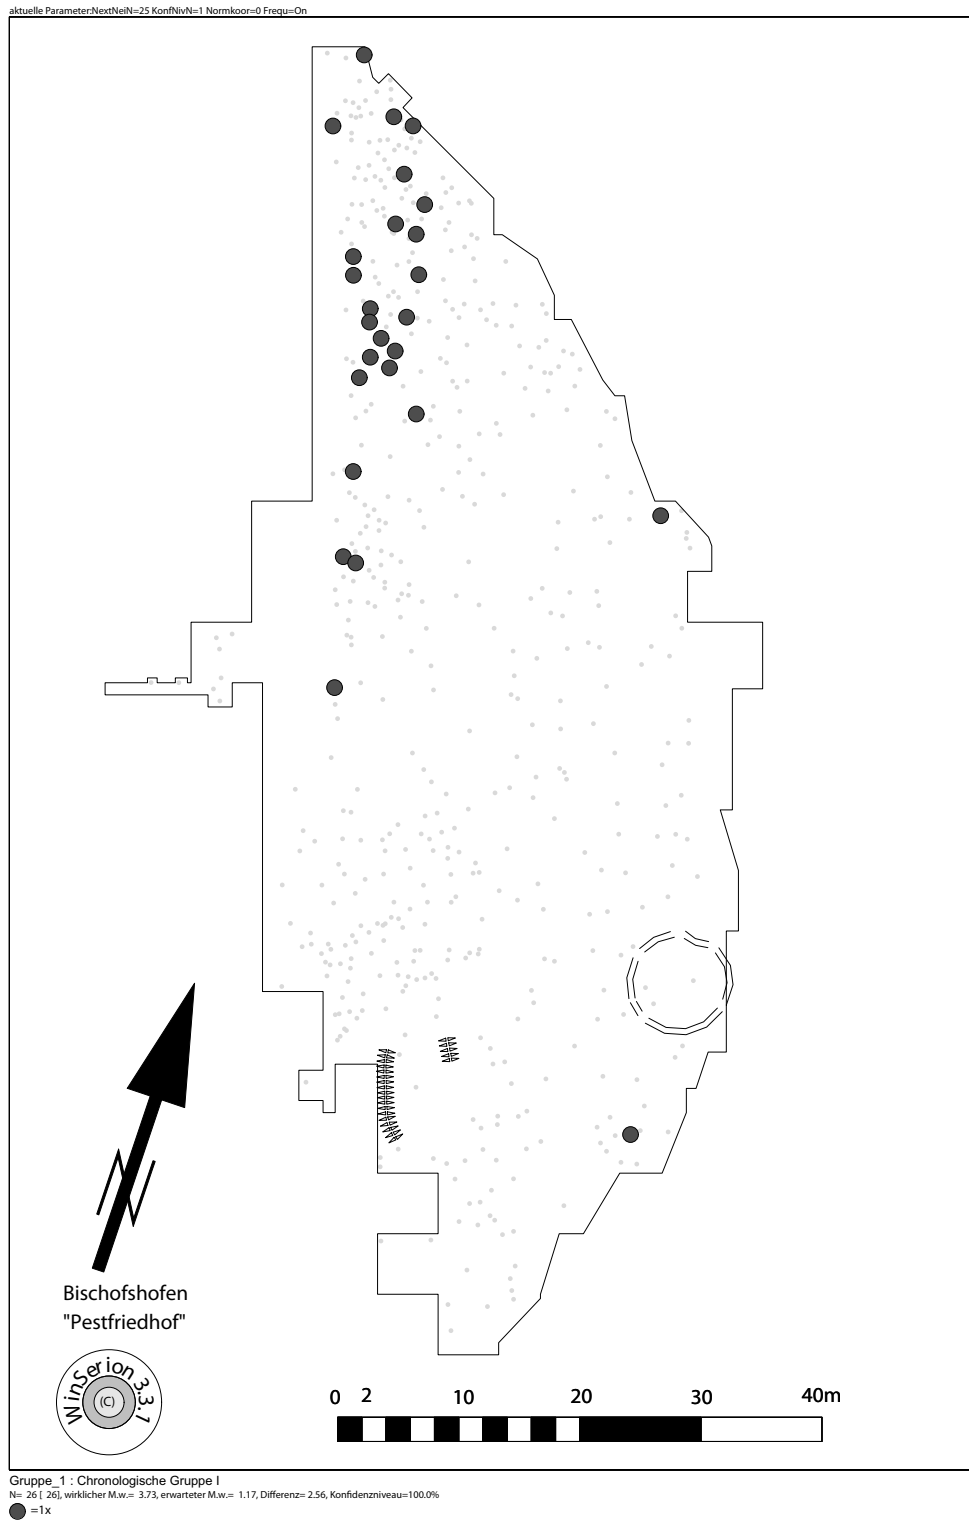 aktuelle Parameter:NextNeiN=25 KonfNivN=1 Normkoor=0 Frequ=On
N
Bischofshofen
"Pestfriedhof"
WinSerion 3.3.1
(C)
0 2 10 20 30 40m
Gruppe_1 : Chronologische Gruppe I
N= 26 [ 26], wirklicher M.w.= 3.73, erwarteter M.w.= 1.17, Differenz= 2.56, Konfidenzniveau=100.0%
=1x